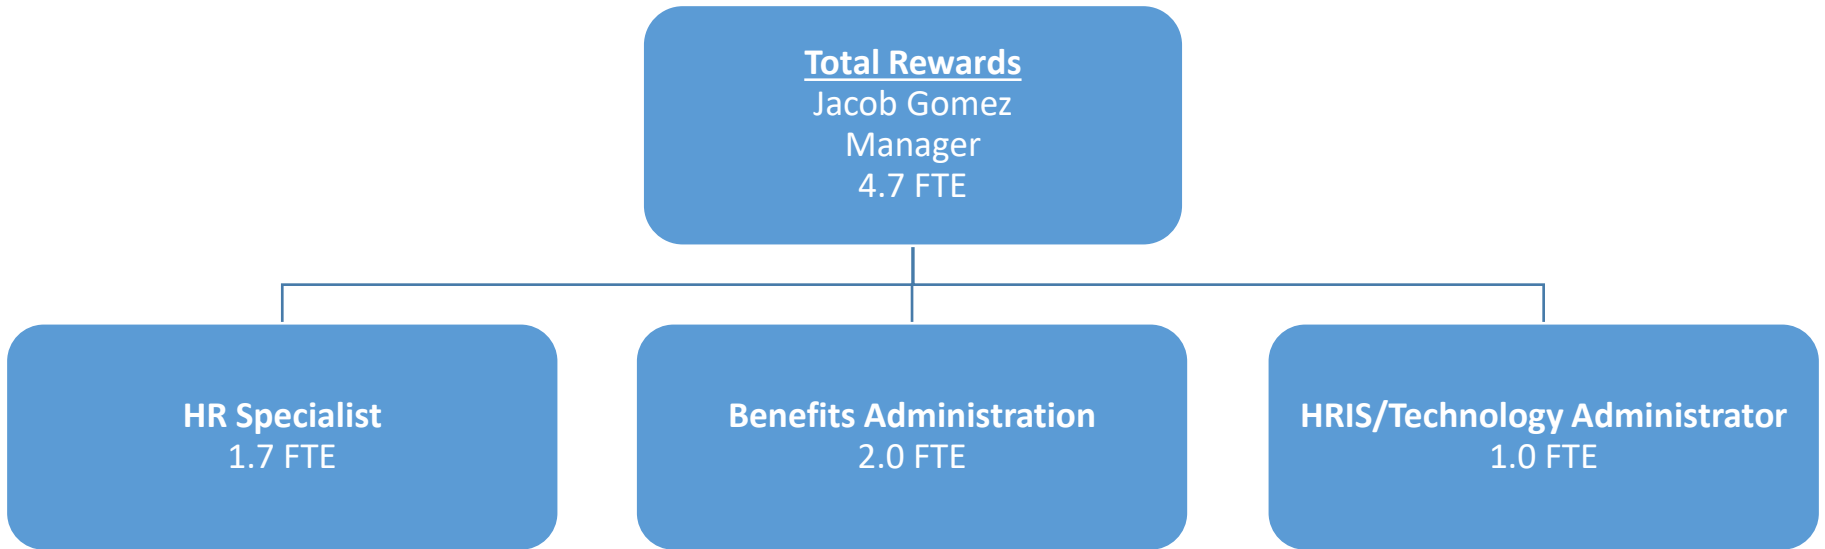 Total Rewards
Jacob Gomez
Manager
4.7 FTE
HR Specialist
1.7 FTE
Benefits Administration
2.0 FTE
HRIS/Technology Administrator
1.0 FTE